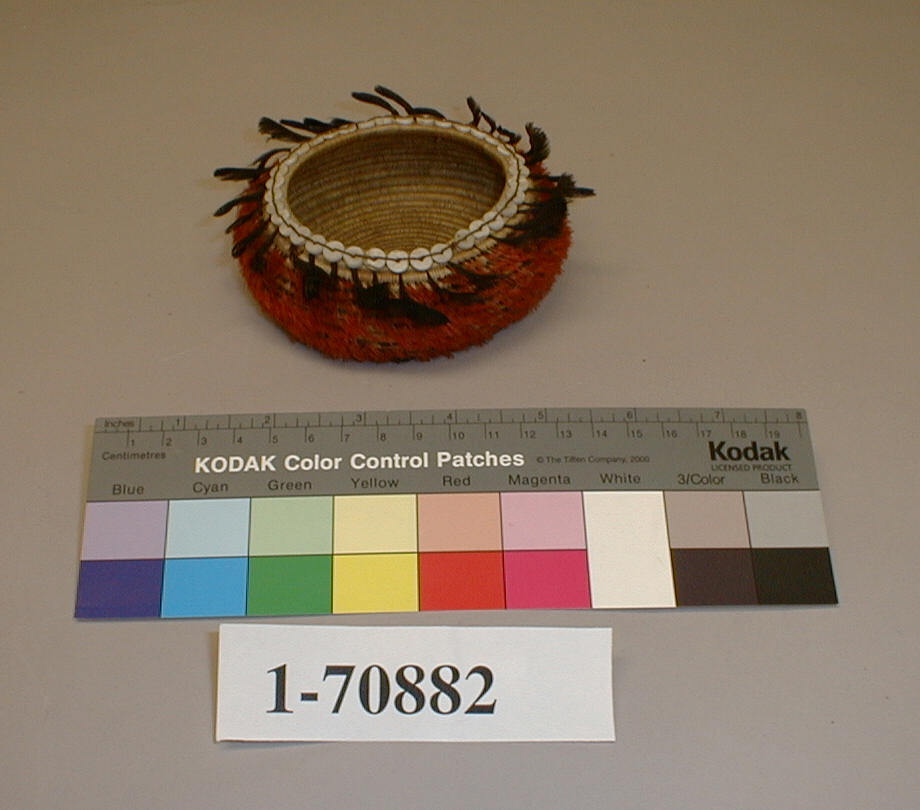 Inches 1 2 3 4 5 6 7 8
1 2 3 4 5 6 7 8 9 10 11 12 13 14 15 16 17 18 19
Centimetres
KODAK Color Control Patches © The Tiffen Company, 2000 Kodak
LICENSED PRODUCT
Blue Cyan Green Yellow Red Magenta White 3/Color Black
1-70882